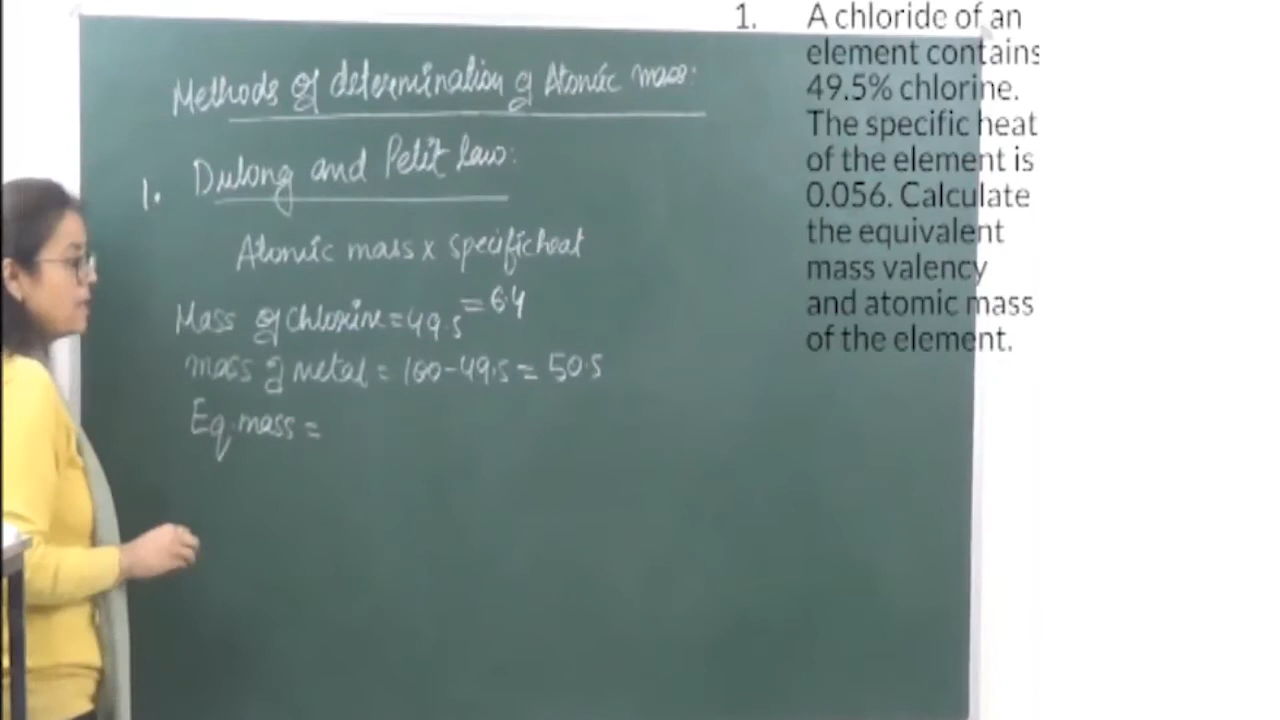 Methods of determination of Atomic mass:
1. Dulong and Petit law:
Atomic mass x specific heat
= 6.4
Mass of chlorine = 49.5
mass of metal = 100 - 49.5 = 50.5
Eq. mass =
1. A chloride of an
element contains
49.5% chlorine.
The specific heat
of the element is
0.056. Calculate
the equivalent
mass valency
and atomic mass
of the element.